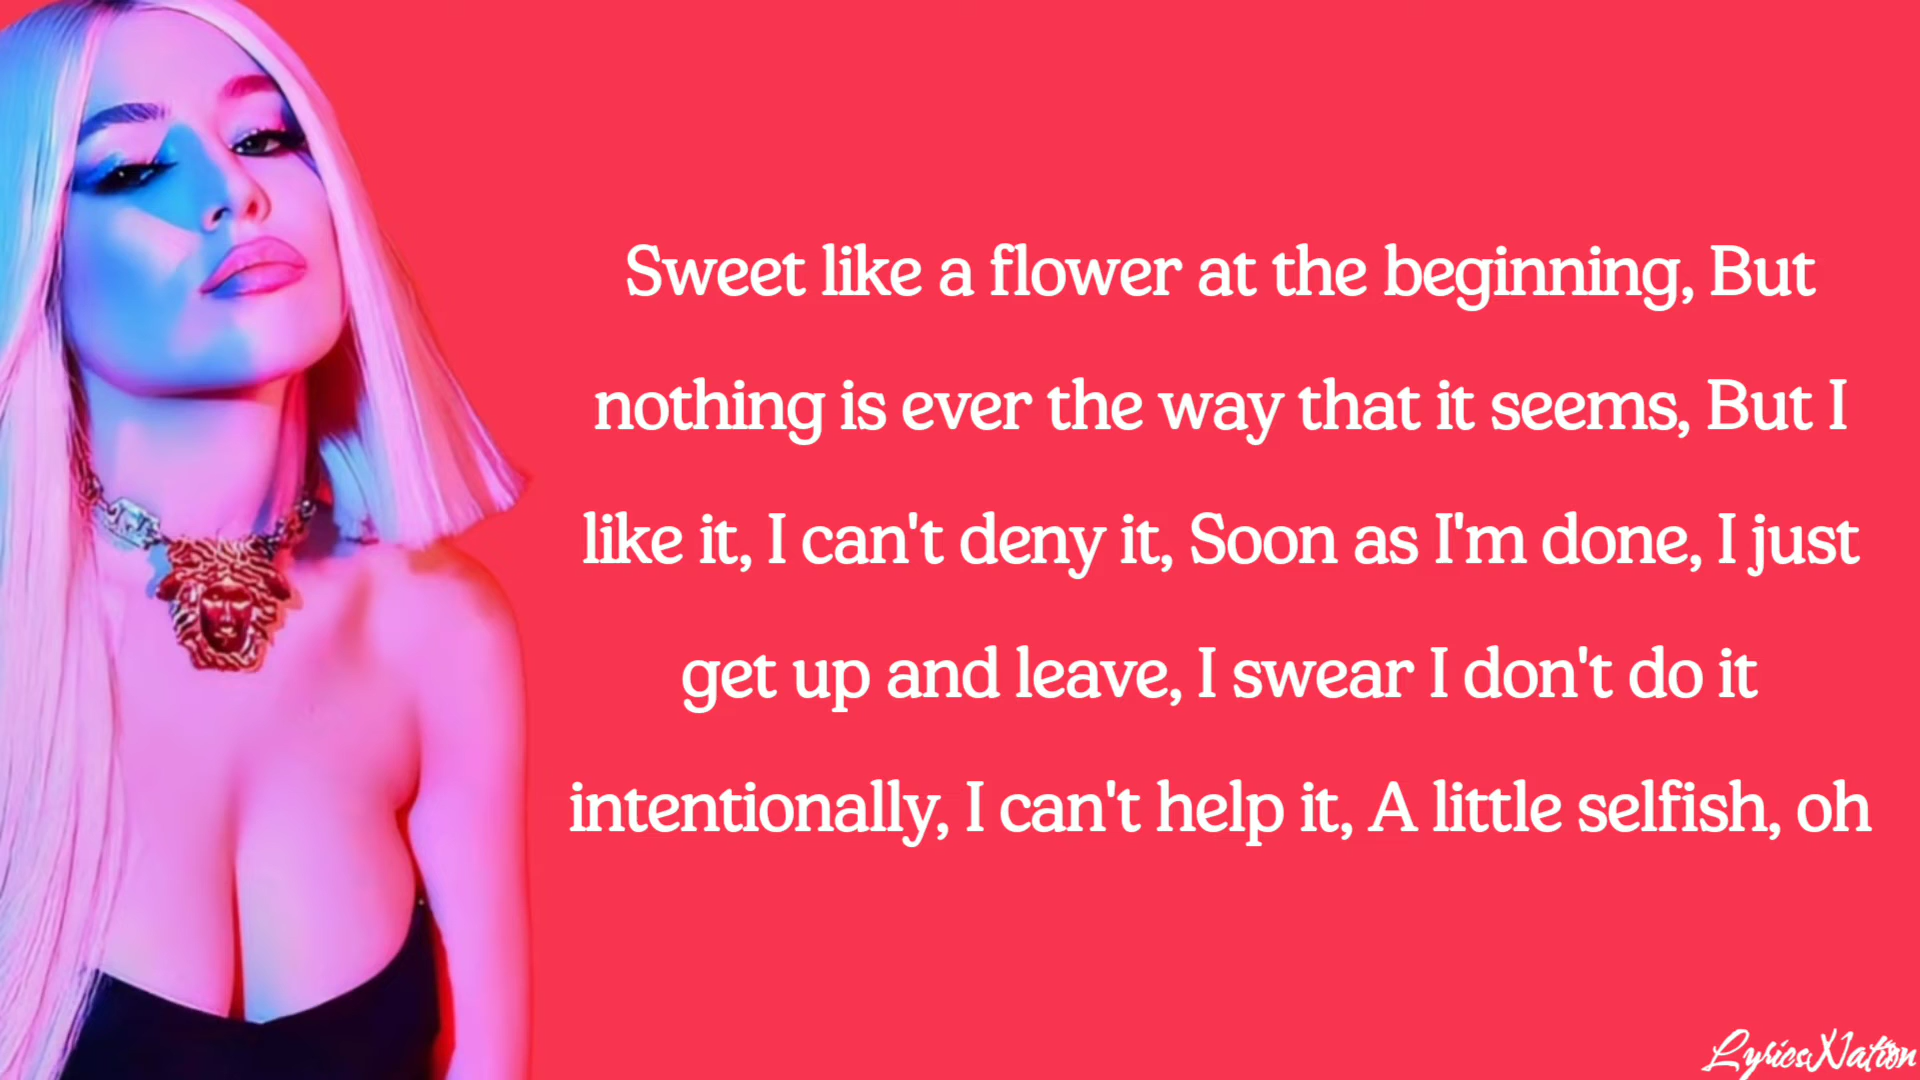 Sweet like a flower at the beginning, But
nothing is ever the way that it seems, But I
like it, I can't deny it, Soon as I'm done, I just
get up and leave, I swear I don't do it
intentionally, I can't help it, A little selfish, oh
LyricsNation